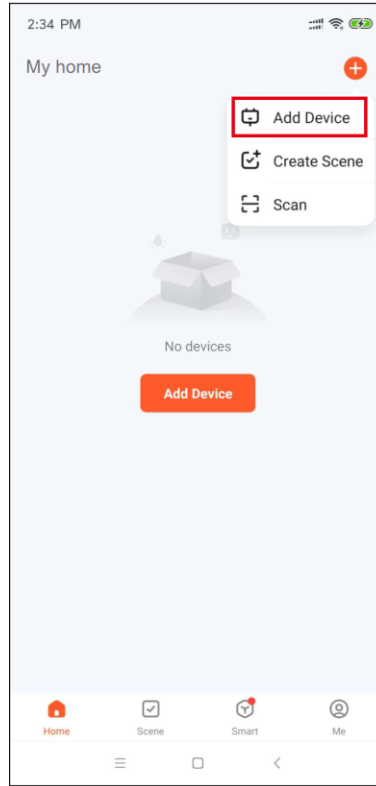 2:34 PM
My home
Add Device
Create Scene
Scan
No devices
Add Device
Home
Scene
Smart
Me